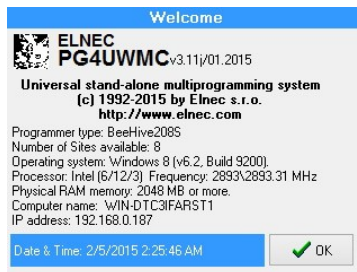 Welcome
ELNEC
PG4UWMC v3.11j/01.2015
Universal stand-alone multiprogramming system
(c) 1992-2015 by Elnec s.r.o.
http://www.elnec.com
Programmer type: BeeHive208S
Number of Sites available: 8
Operating system: Windows 8 (v6.2, Build 9200).
Processor: Intel (6/12/3) Frequency: 2893\2893.31 MHz
Physical RAM memory: 2048 MB or more.
Computer name: WIN-DTC3IFARST1
IP address: 192.168.0.187
Date & Time: 2/5/2015 2:25:46 AM
OK